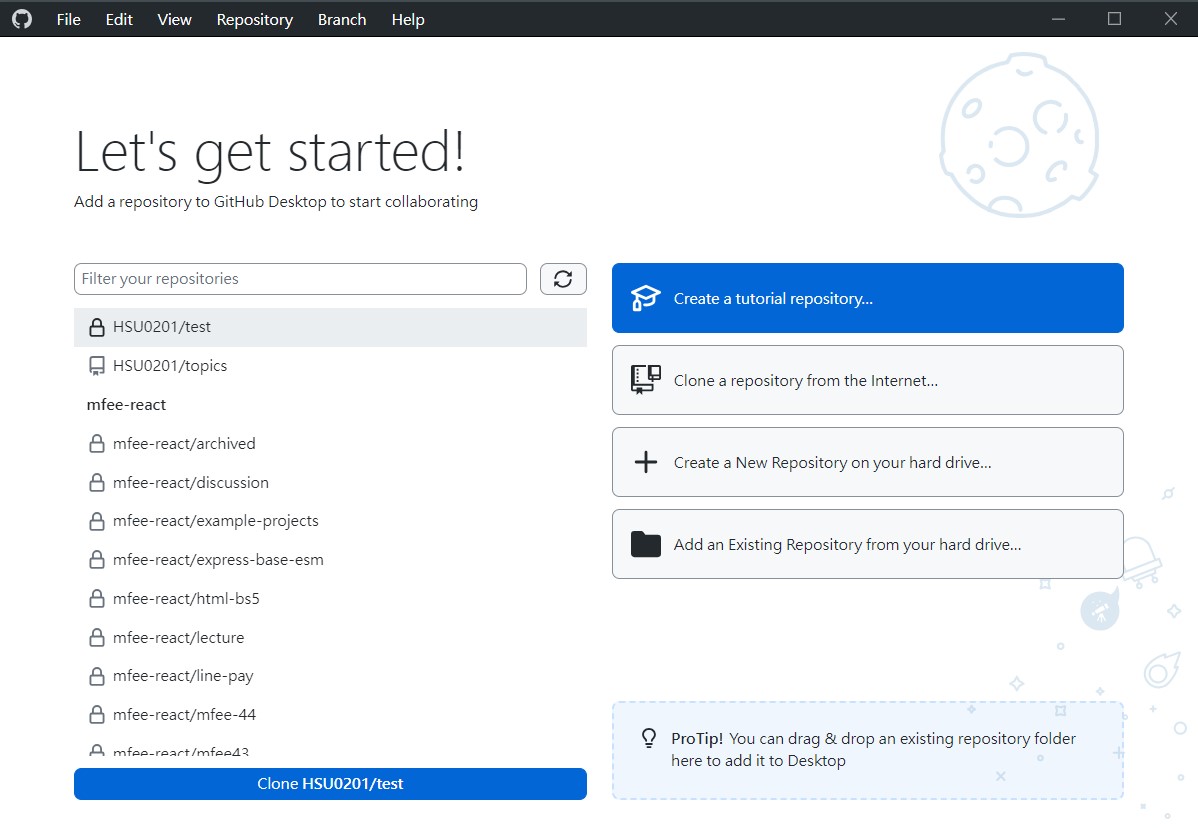 File Edit View Repository Branch Help
Let's get started!
Add a repository to GitHub Desktop to start collaborating
Filter your repositories
HSU0201/test
HSU0201/topics
mfee-react
mfee-react/archived
mfee-react/discussion
mfee-react/example-projects
mfee-react/express-base-esm
mfee-react/html-bs5
mfee-react/lecture
mfee-react/line-pay
mfee-react/mfee-44
mfee-react/mfee43
Clone HSU0201/test
Create a tutorial repository...
Clone a repository from the Internet...
Create a New Repository on your hard drive...
Add an Existing Repository from your hard drive...
ProTip! You can drag & drop an existing repository folder
here to add it to Desktop